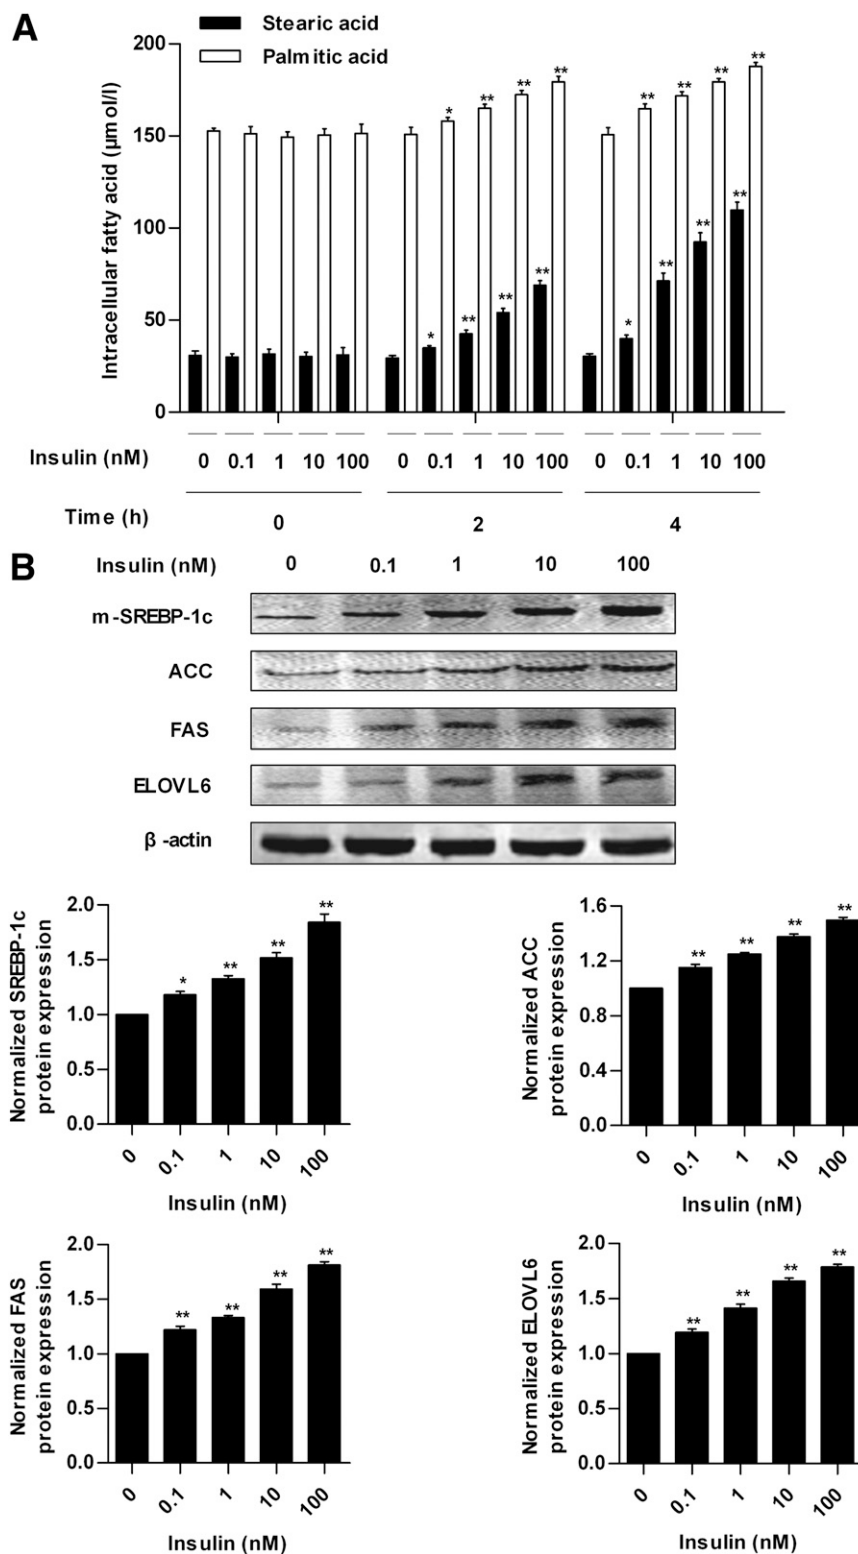 A
Stearic acid
Palmitic acid
Intracellular fatty acid (µmol/l)
200
150
100
50
0
** ** ** ** ** ** ** *
** ** ** **
** ** ** *
** ** ** *
Insulin (nM) 0 0.1 1 10 100 0 0.1 1 10 100 0 0.1 1 10 100
Time (h) 0 2 4
B
Insulin (nM) 0 0.1 1 10 100
m-SREBP-1c
ACC
FAS
ELOVL6
β-actin
Normalized SREBP-1c
protein expression
2.0
1.5
1.0
0.5
0.0
* ** ** **
0 0.1 1 10 100
Insulin (nM)
Normalized ACC
protein expression
1.6
1.2
0.8
0.4
0.0
** ** ** **
0 0.1 1 10 100
Insulin (nM)
Normalized FAS
protein expression
2.0
1.5
1.0
0.5
0.0
** ** ** **
0 0.1 1 10 100
Insulin (nM)
Normalized ELOVL6
protein expression
2.0
1.5
1.0
0.5
0.0
** ** ** **
0 0.1 1 10 100
Insulin (nM)